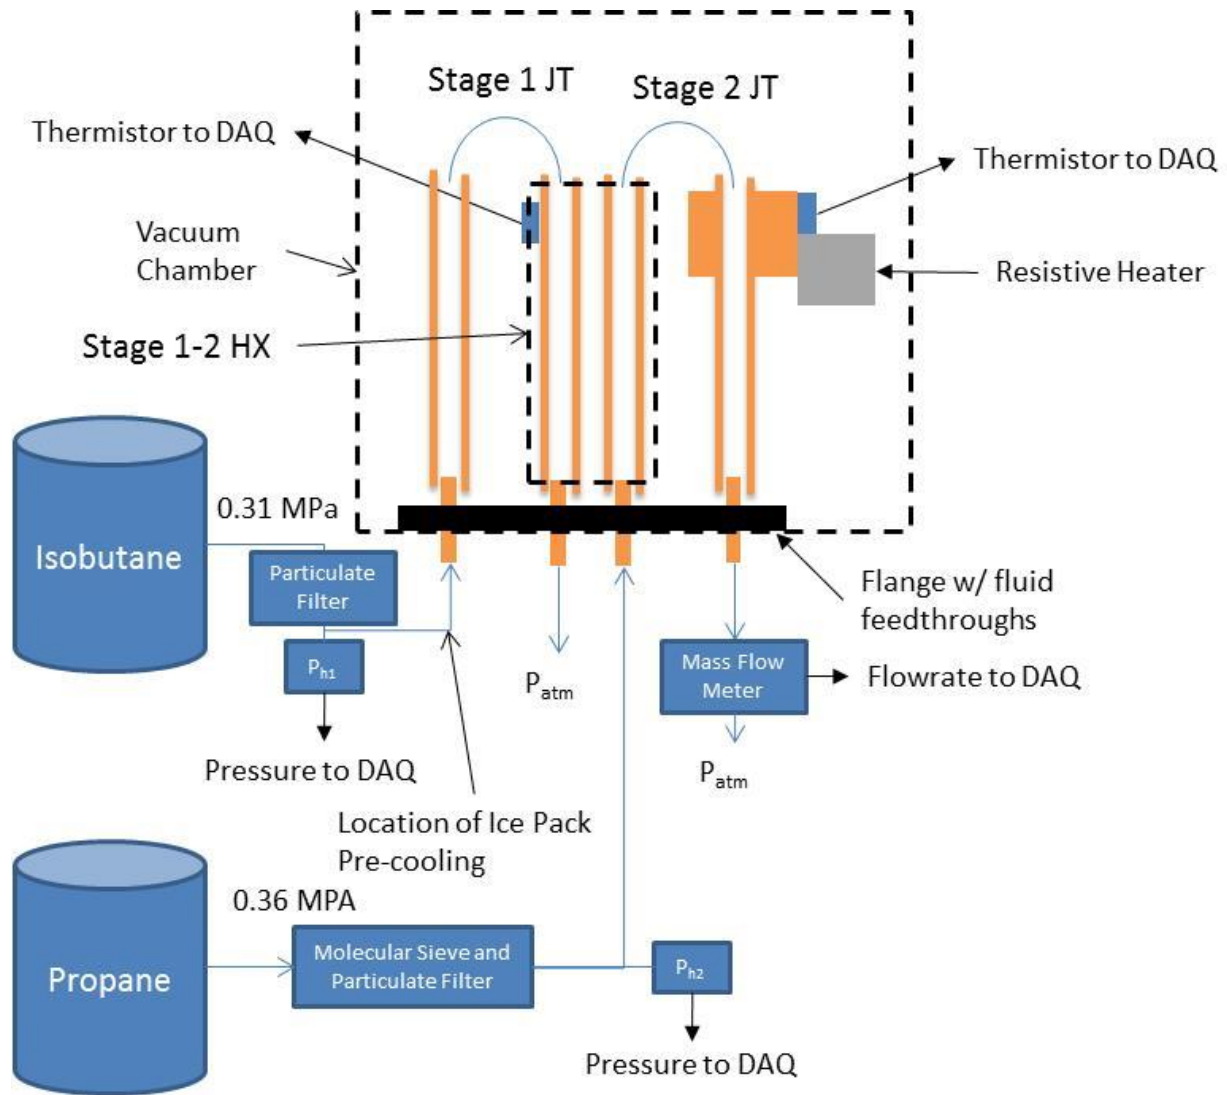 Stage 1 JT
Stage 2 JT
Thermistor to DAQ
Thermistor to DAQ
Vacuum
Chamber
Resistive Heater
Stage 1-2 HX
0.31 MPa
Isobutane
Particulate
Filter
Flange w/ fluid
feedthroughs
Ph1
Patm
Mass Flow
Meter
Flowrate to DAQ
Pressure to DAQ
Patm
Location of Ice Pack
Pre-cooling
0.36 MPA
Propane
Molecular Sieve and
Particulate Filter
Ph2
Pressure to DAQ